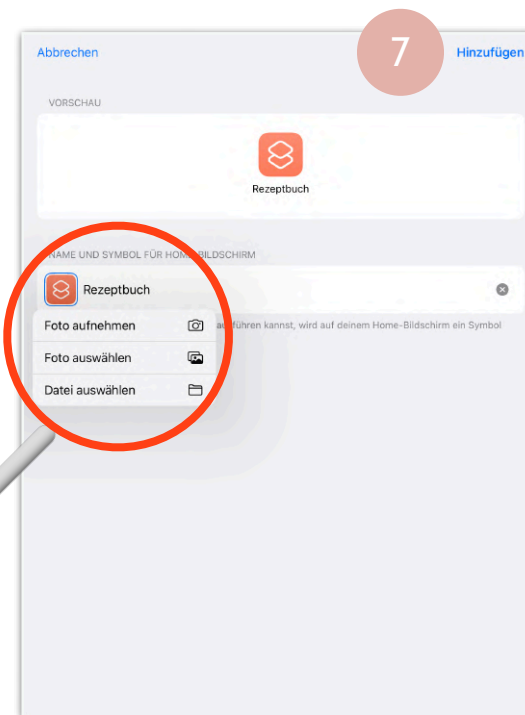 Abbrechen
7
Hinzufügen
VORSCHAU
Rezeptbuch
NAME UND SYMBOL FÜR HOME-BILDSCHIRM
Rezeptbuch
Foto aufnehmen
ausführen kannst, wird auf deinem Home-Bildschirm ein Symbol
Foto auswählen
Datei auswählen